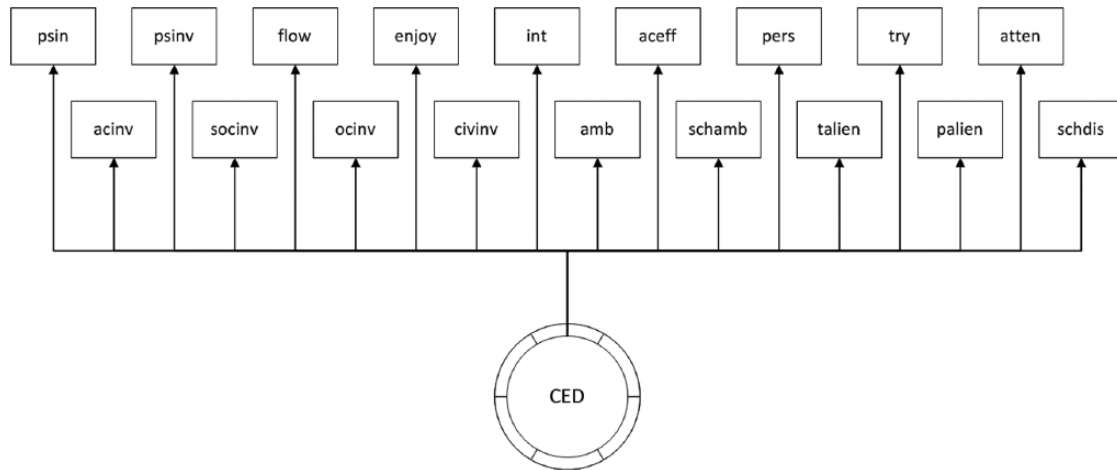 psin psinv flow enjoy int aceff pers try atten
acinv socinv ocinv civinv amb schamb talien palien schdis
CED